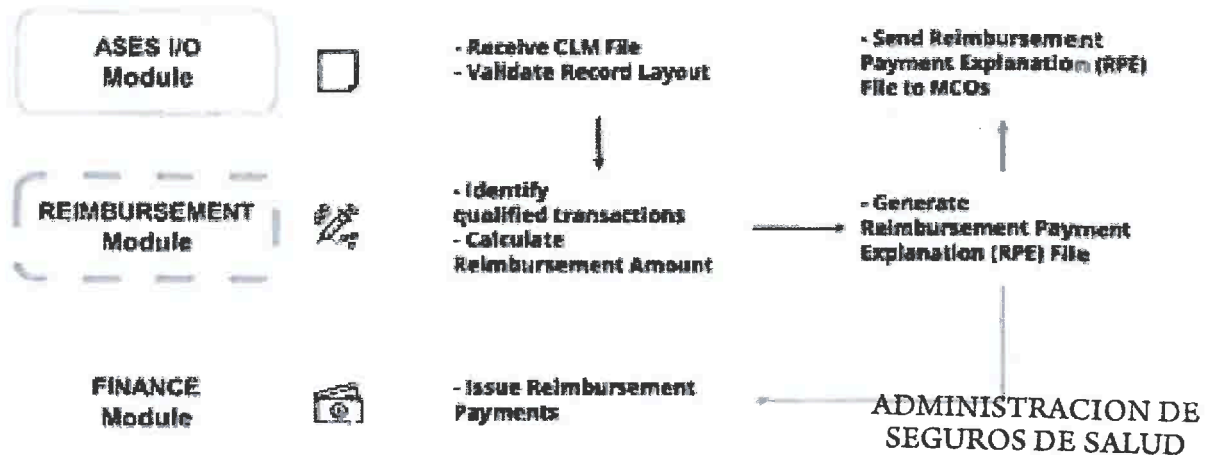 ASES I/O
Module
- Receive CLM File
- Validate Record Layout
- Send Reimbursement
Payment Explanation (RPE)
File to MCOs
REIMBURSEMENT
Module
- Identify
qualified transactions
- Calculate
Reimbursement Amount
- Generate
Reimbursement Payment
Explanation (RPE) File
FINANCE
Module
- Issue Reimbursement
Payments
ADMINISTRACION DE
SEGUROS DE SALUD